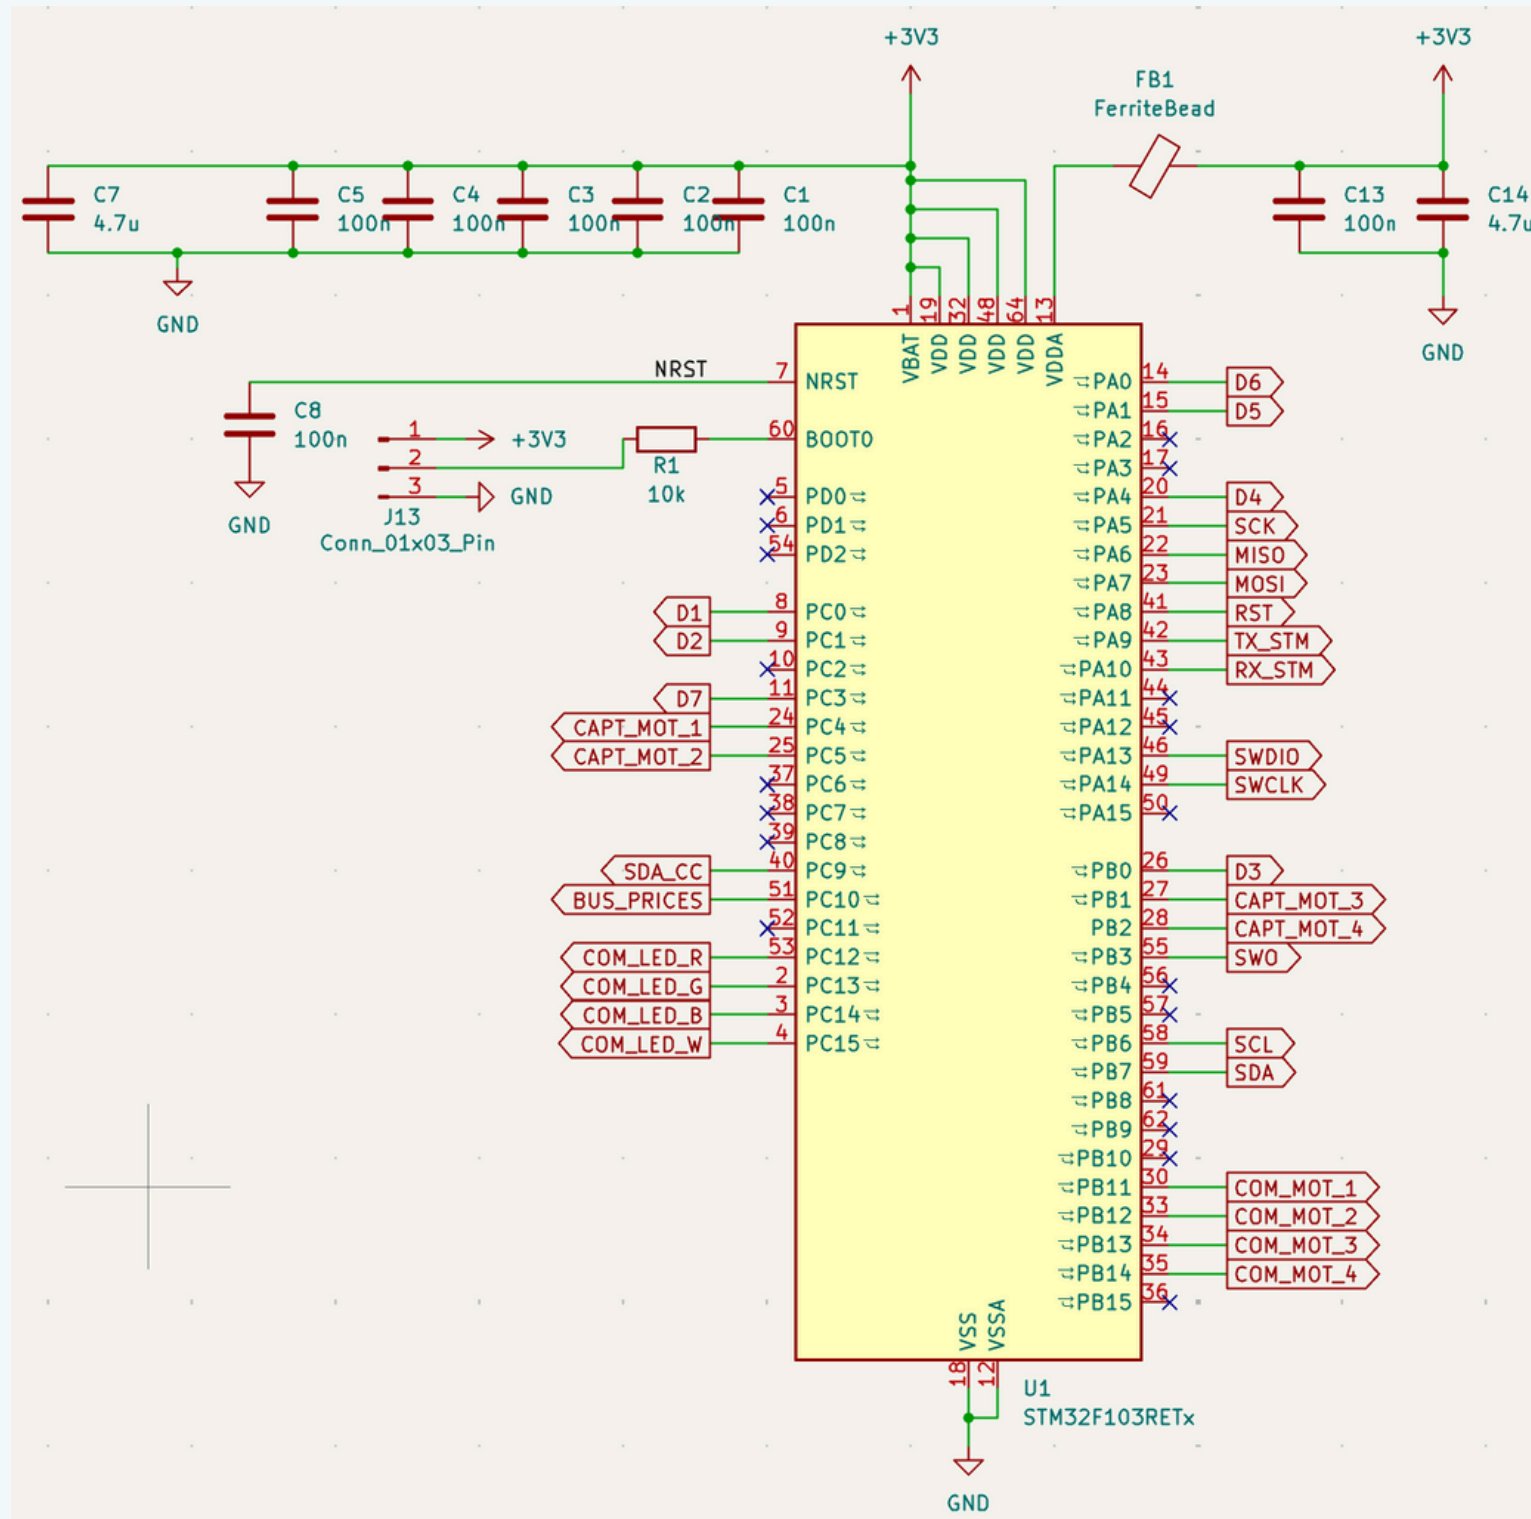 +3V3
+3V3
FB1
FerriteBead
C7
4.7u
C5
100n
C4
100n
C3
100n
C2
100n
C1
100n
C13
100n
C14
4.7u
GND
GND
1 19 32 48 64 13
VBAT VDD VDD VDD VDD VDDA
NRST 7 NRST
C8
100n
GND
1 +3V3
2
3 GND
J13
Conn_01x03_Pin
R1
10k
60 BOOT0
5 PD0
6 PD1
54 PD2
D1 8 PC0
D2 9 PC1
10 PC2
D7 11 PC3
CAPT_MOT_1 24 PC4
CAPT_MOT_2 25 PC5
37 PC6
38 PC7
39 PC8
SDA_CC 40 PC9
BUS_PRICES 51 PC10
52 PC11
COM_LED_R 53 PC12
COM_LED_G 2 PC13
COM_LED_B 3 PC14
COM_LED_W 4 PC15
PA0 14 D6
PA1 15 D5
PA2 16
PA3 17
PA4 20 D4
PA5 21 SCK
PA6 22 MISO
PA7 23 MOSI
PA8 41 RST
PA9 42 TX_STM
PA10 43 RX_STM
PA11 44
PA12 45
PA13 46 SWDIO
PA14 49 SWCLK
PA15 50
PB0 26 D3
PB1 27 CAPT_MOT_3
PB2 28 CAPT_MOT_4
PB3 55 SWO
PB4 56
PB5 57
PB6 58 SCL
PB7 59 SDA
PB8 61
PB9 62
PB10 29
PB11 30 COM_MOT_1
PB12 33 COM_MOT_2
PB13 34 COM_MOT_3
PB14 35 COM_MOT_4
PB15 36
VSS VSSA
18 12
U1
STM32F103RETx
GND